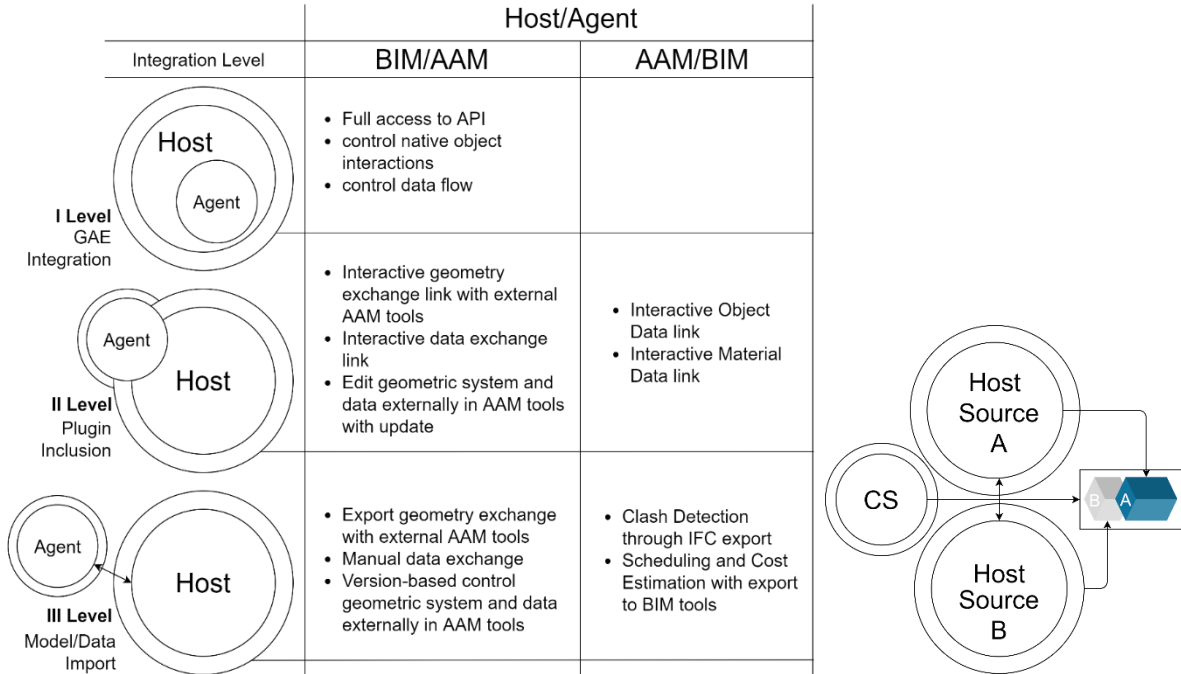 Host/Agent
Integration Level
BIM/AAM
AAM/BIM
Host
Agent
I Level
GAE
Integration
• Full access to API
• control native object
interactions
• control data flow
Agent
Host
II Level
Plugin
Inclusion
• Interactive geometry
exchange link with external
AAM tools
• Interactive data exchange
link
• Edit geometric system and
data externally in AAM tools
with update
• Interactive Object
Data link
• Interactive Material
Data link
Agent
Host
III Level
Model/Data
Import
• Export geometry exchange
with external AAM tools
• Manual data exchange
• Version-based control
geometric system and data
externally in AAM tools
• Clash Detection
through IFC export
• Scheduling and Cost
Estimation with export
to BIM tools
Host
Source
A
CS
B
A
Host
Source
B